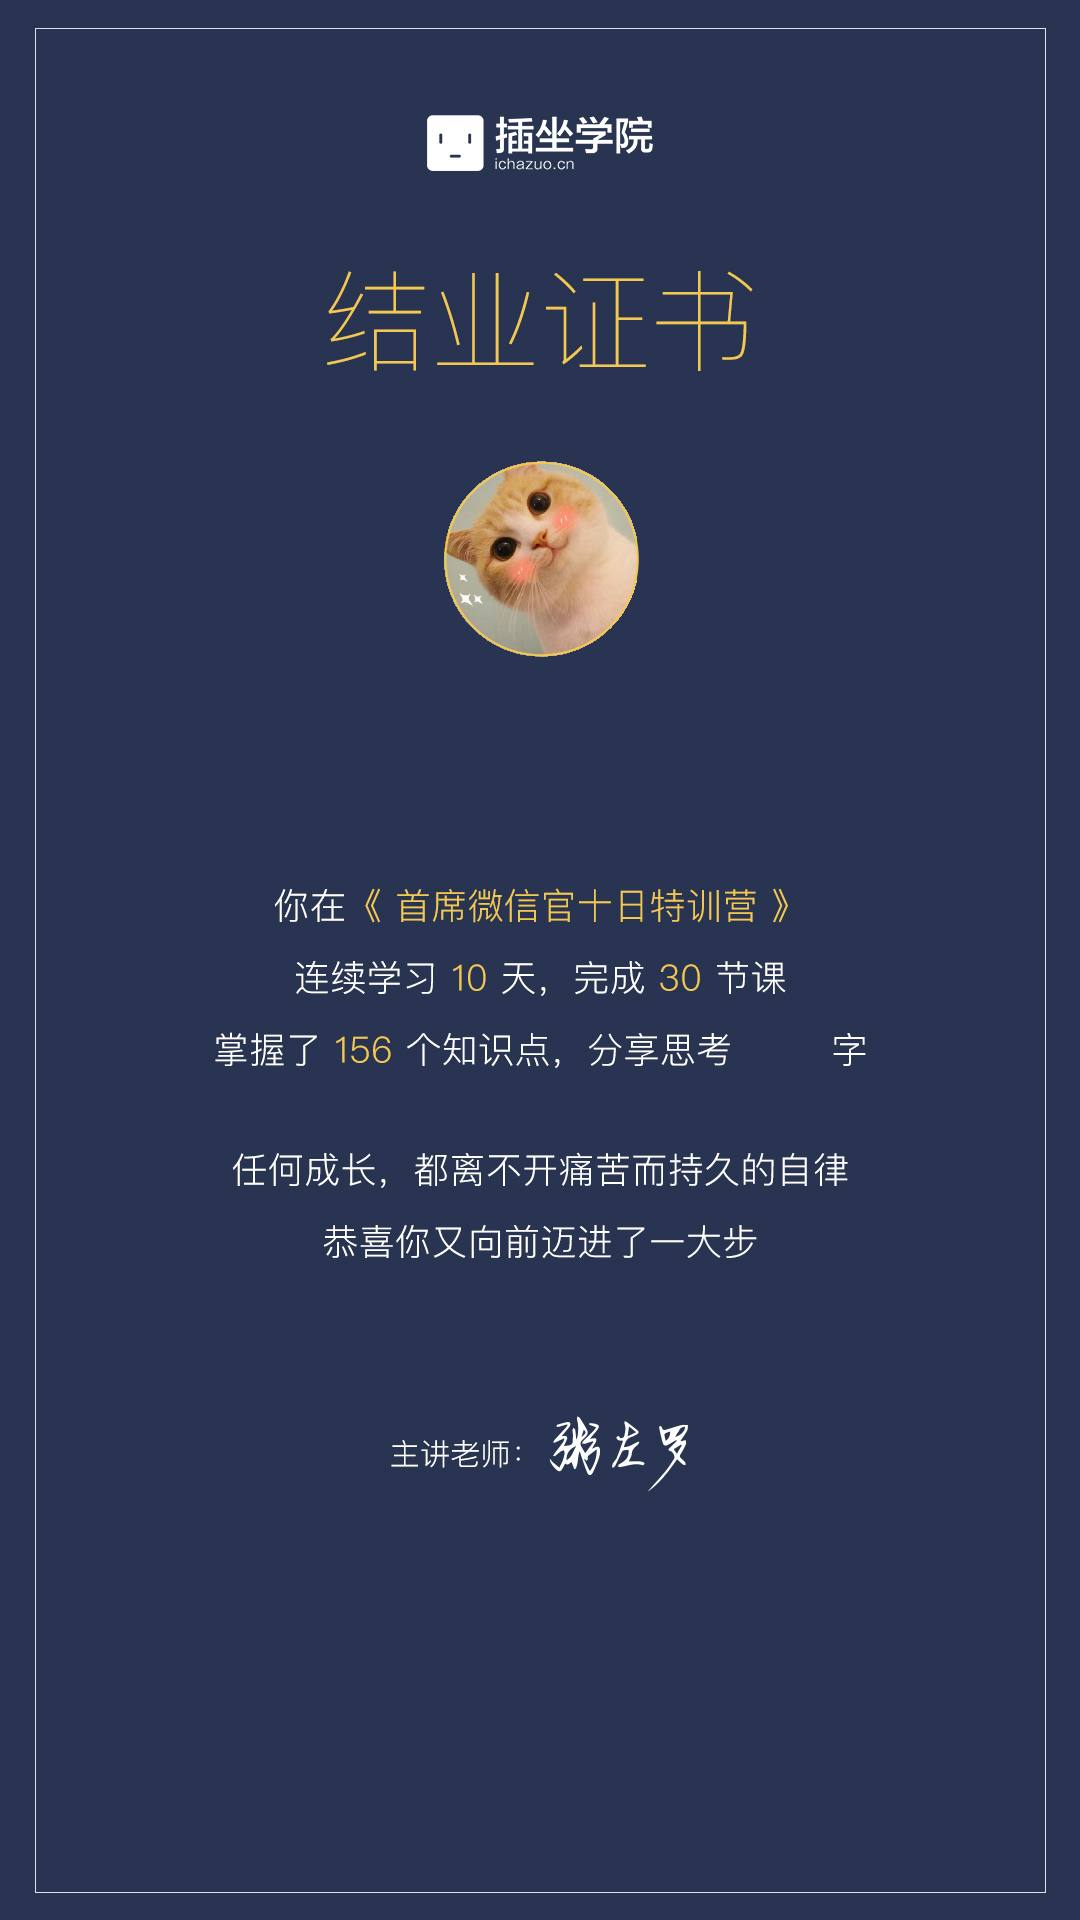 插坐学院
ichazuo.cn
结业证书
你在《 首席微信官十日特训营 》
连续学习 10 天，完成 30 节课
掌握了 156 个知识点，分享思考 字
任何成长，都离不开痛苦而持久的自律
恭喜你又向前迈进了一大步
主讲老师：粥左罗